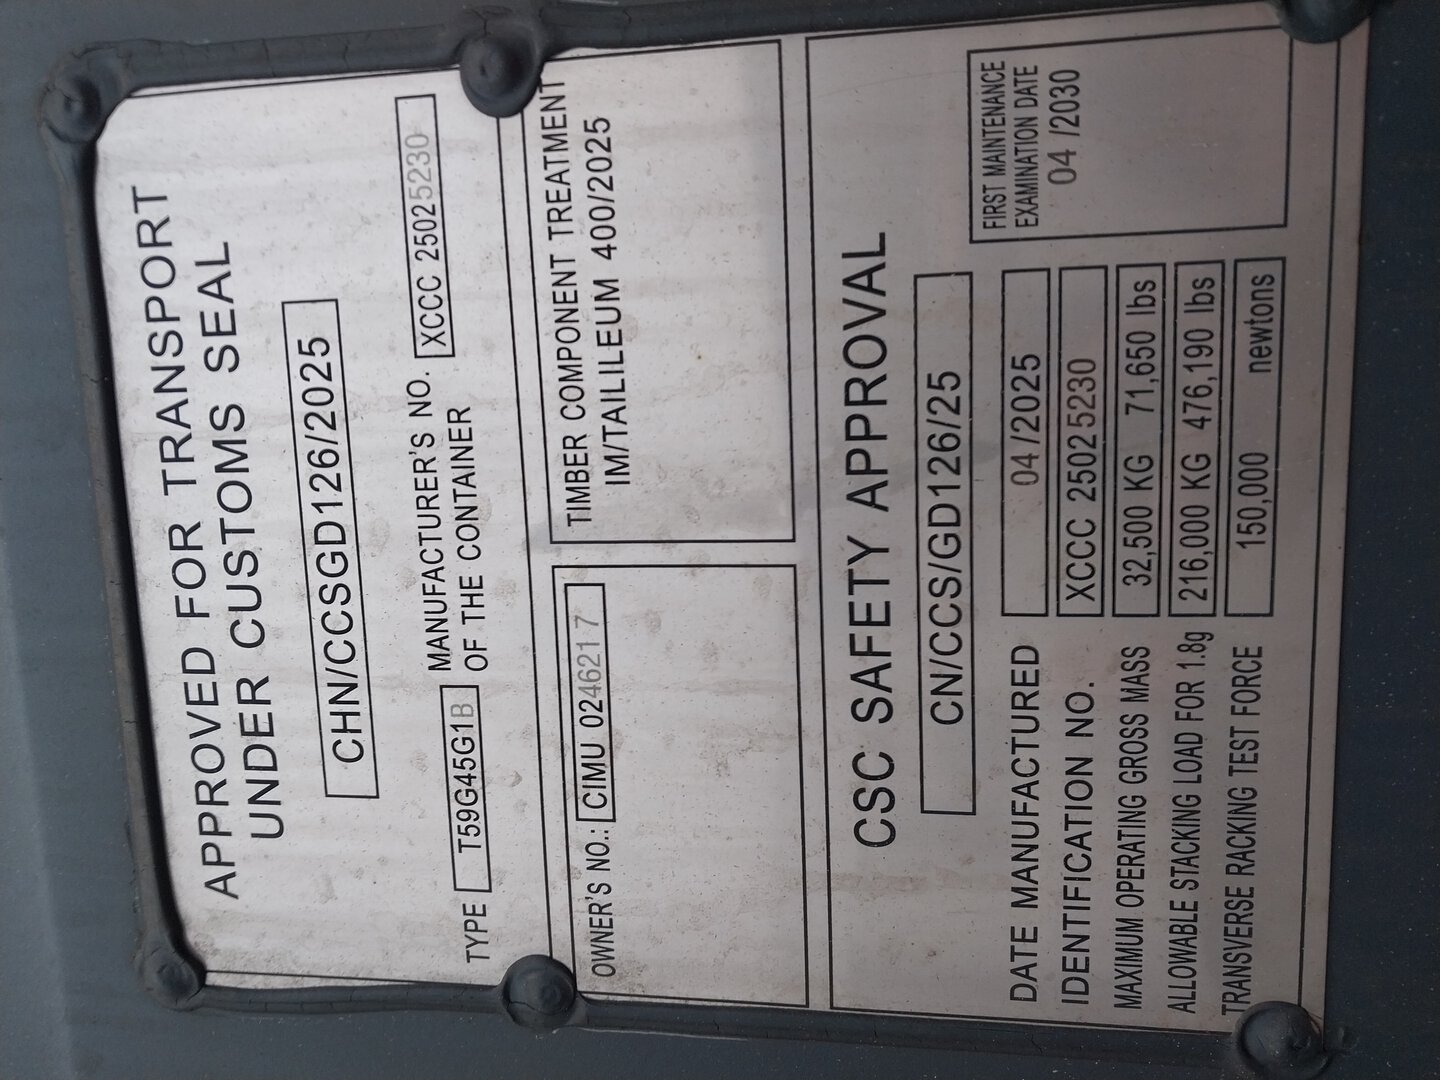 APPROVED FOR TRANSPORT
UNDER CUSTOMS SEAL
CHN/CCSGD126/2025
TYPE T59G45G1B MANUFACTURER'S NO. XCCC 25025230
OF THE CONTAINER
OWNER'S NO.: CIMU 024621 7
TIMBER COMPONENT TREATMENT
IM/TAILILEUM 400/2025
CSC SAFETY APPROVAL
CN/CCS/GD126/25
DATE MANUFACTURED 04 /2025
IDENTIFICATION NO. XCCC 25025230
MAXIMUM OPERATING GROSS MASS 32,500 KG 71,650 lbs
ALLOWABLE STACKING LOAD FOR 1.8g 216,000 KG 476,190 lbs
TRANSVERSE RACKING TEST FORCE 150,000 newtons
FIRST MAINTENANCE
EXAMINATION DATE
04 /2030